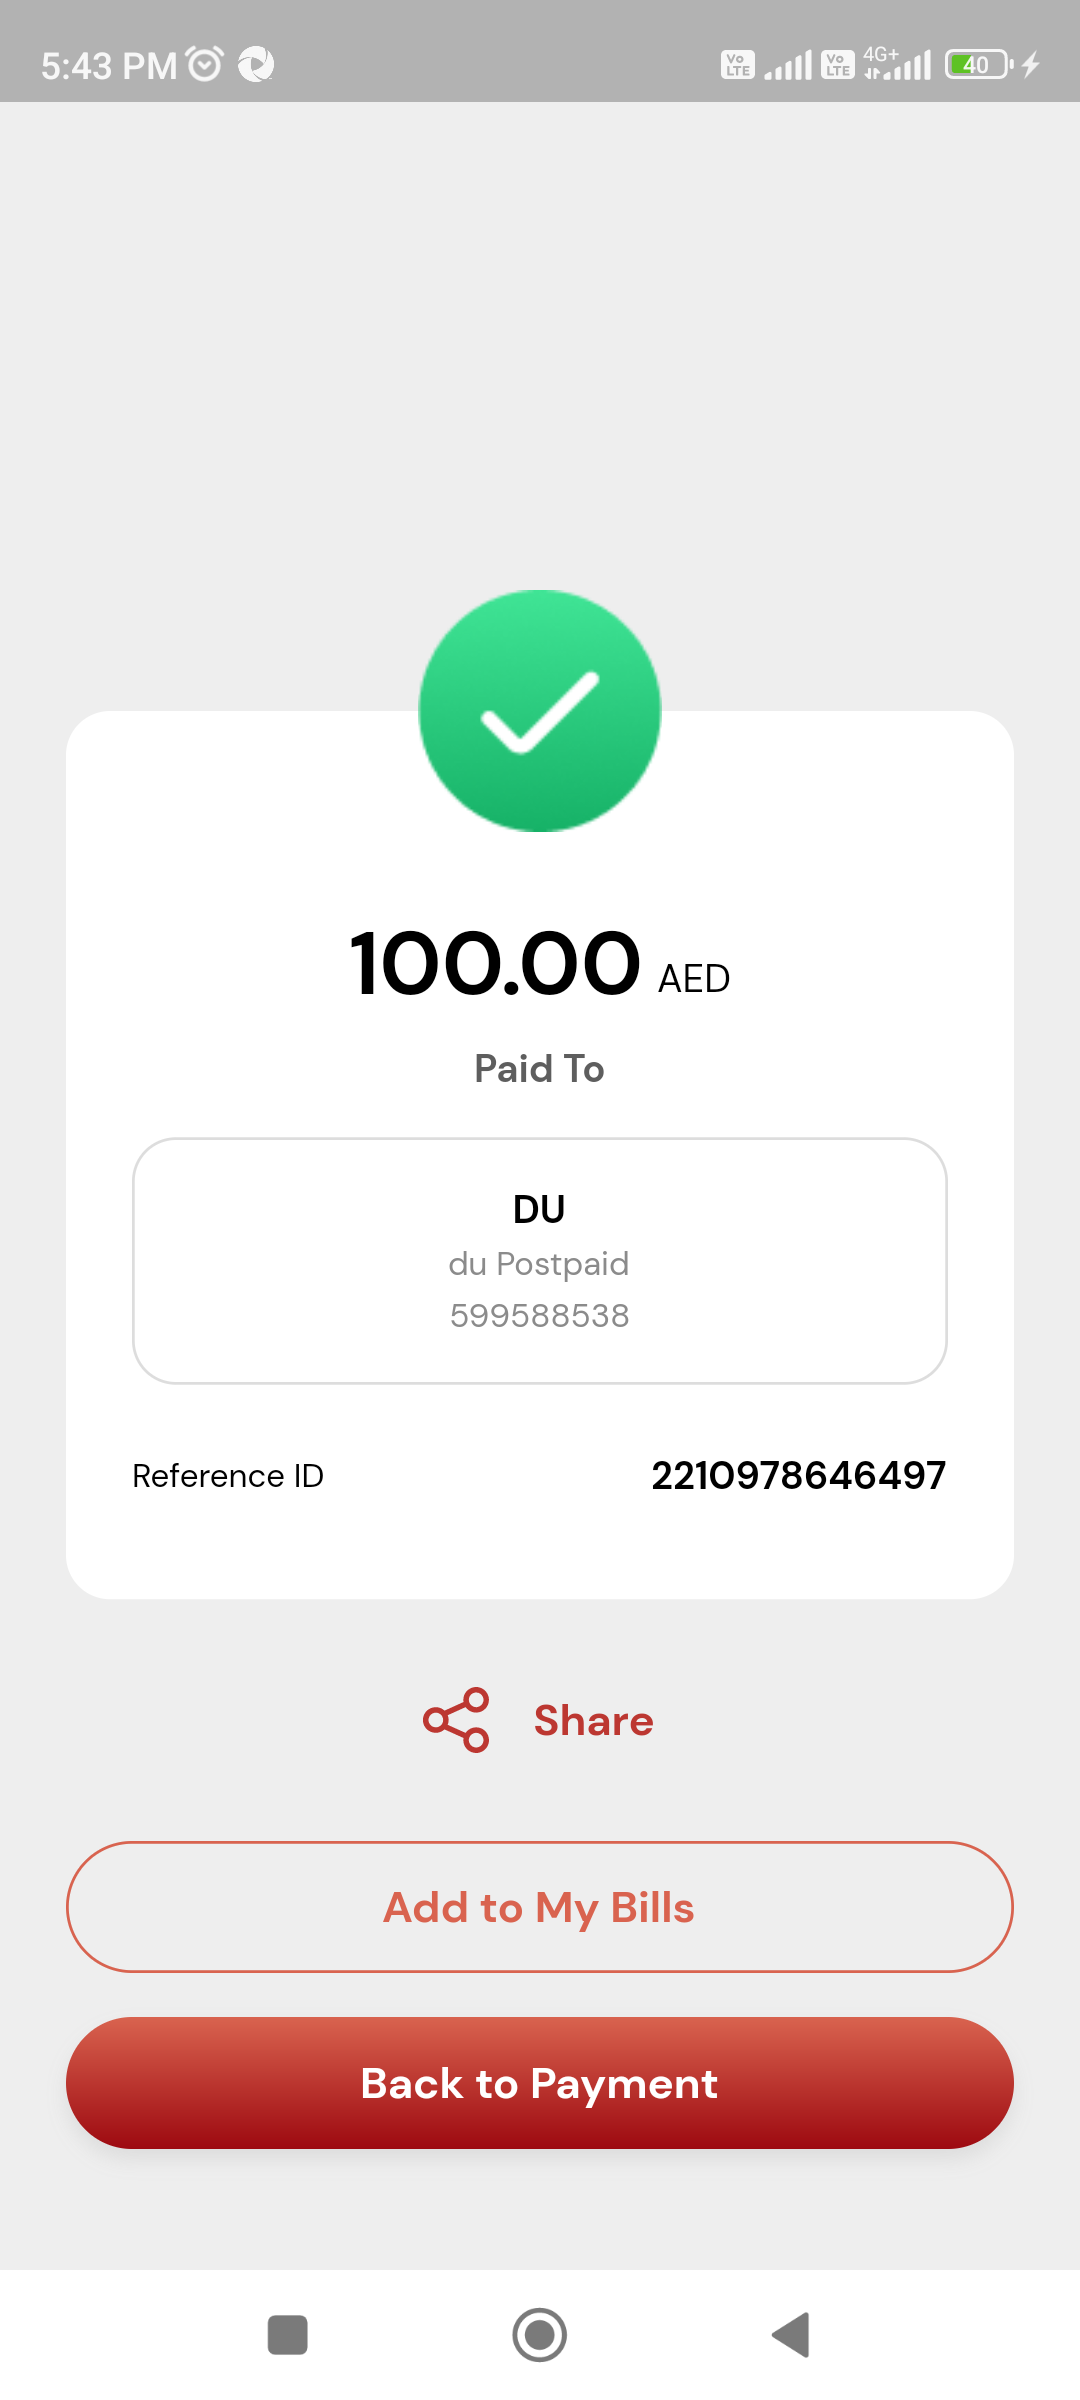 5:43 PM
Vo LTE Vo LTE 4G+ 40
100.00 AED
Paid To
DU
du Postpaid
599588538
Reference ID 2210978646497
Share
Add to My Bills
Back to Payment